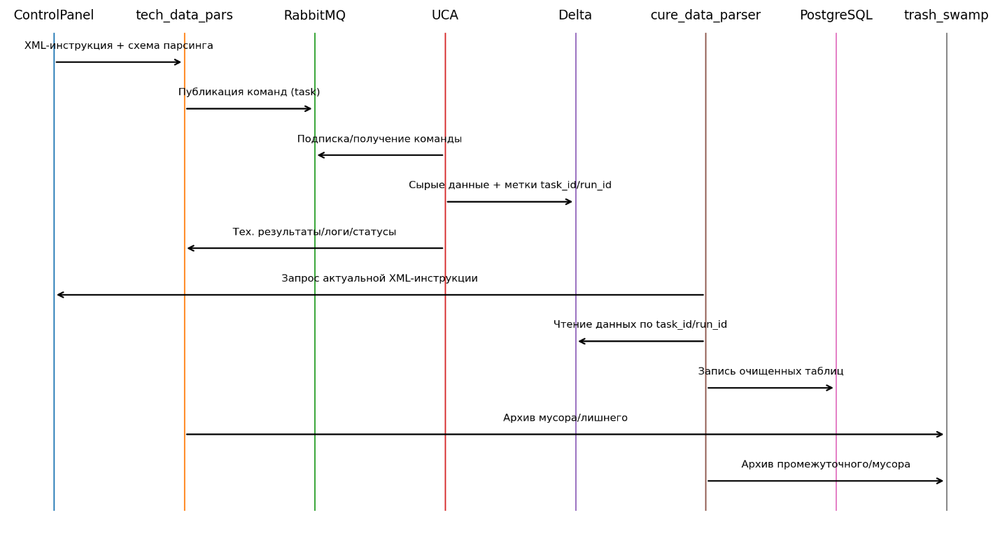 ControlPanel tech_data_pars RabbitMQ UCA Delta cure_data_parser PostgreSQL trash_swamp
XML-инструкция + схема парсинга
Публикация команд (task)
Подписка/получение команды
Сырые данные + метки task_id/run_id
Тех. результаты/логи/статусы
Запрос актуальной XML-инструкции
Чтение данных по task_id/run_id
Запись очищенных таблиц
Архив мусора/лишнего
Архив промежуточного/мусора